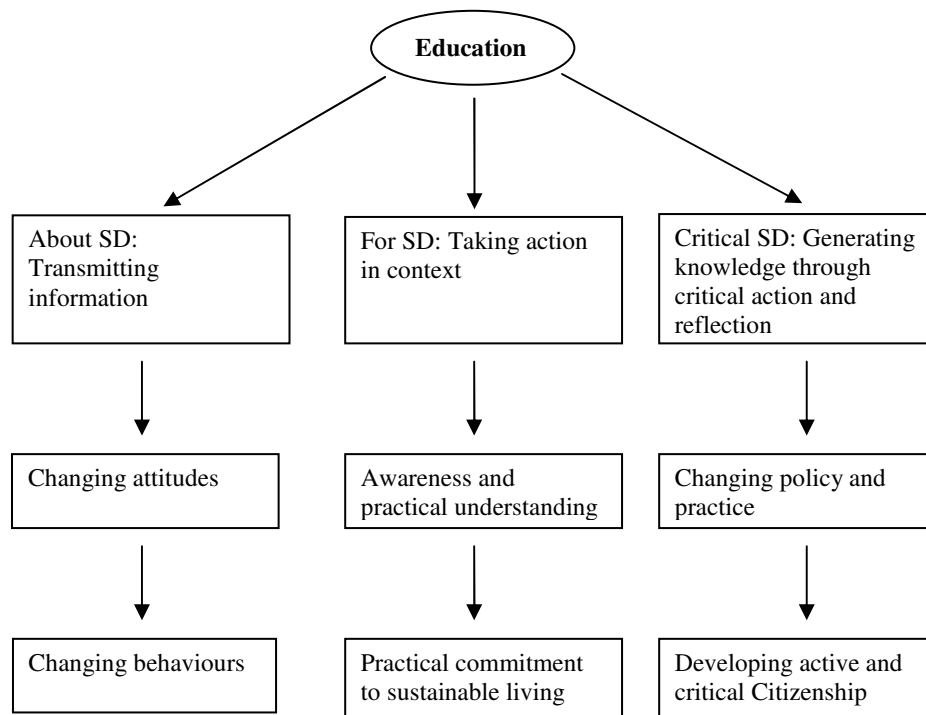 Education
About SD:
Transmitting
information
For SD: Taking action
in context
Critical SD: Generating
knowledge through
critical action and
reflection
Changing attitudes
Awareness and
practical understanding
Changing policy and
practice
Changing behaviours
Practical commitment
to sustainable living
Developing active and
critical Citizenship